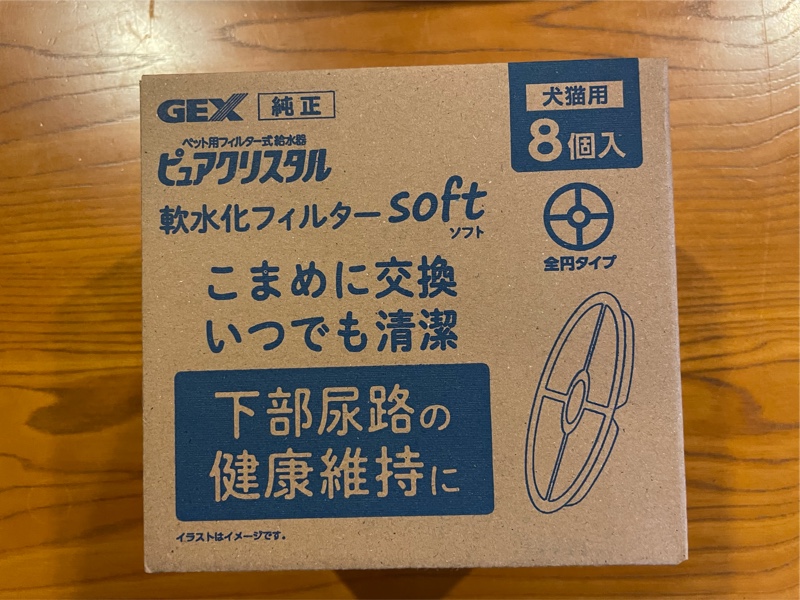 GEX 純正
犬猫用
8個入
ペット用フィルター式給水器
ピュアクリスタル
軟水化フィルターsoft
ソフト
全円タイプ
こまめに交換
いつでも清潔
下部尿路の
健康維持に
イラストはイメージです。